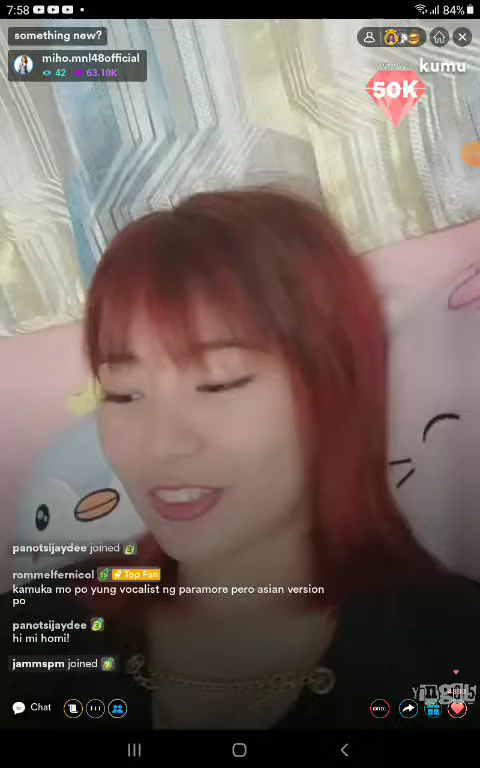 7:58
84%
something new?
miho.mnl48official
42 63.10K
kumu
50K
panotsijaydee joined
rommelfernicol Top Fan
kamuka mo po yung vocalist ng paramore pero asian version
po
panotsijaydee
hi mi homi!
jammspm joined
Chat